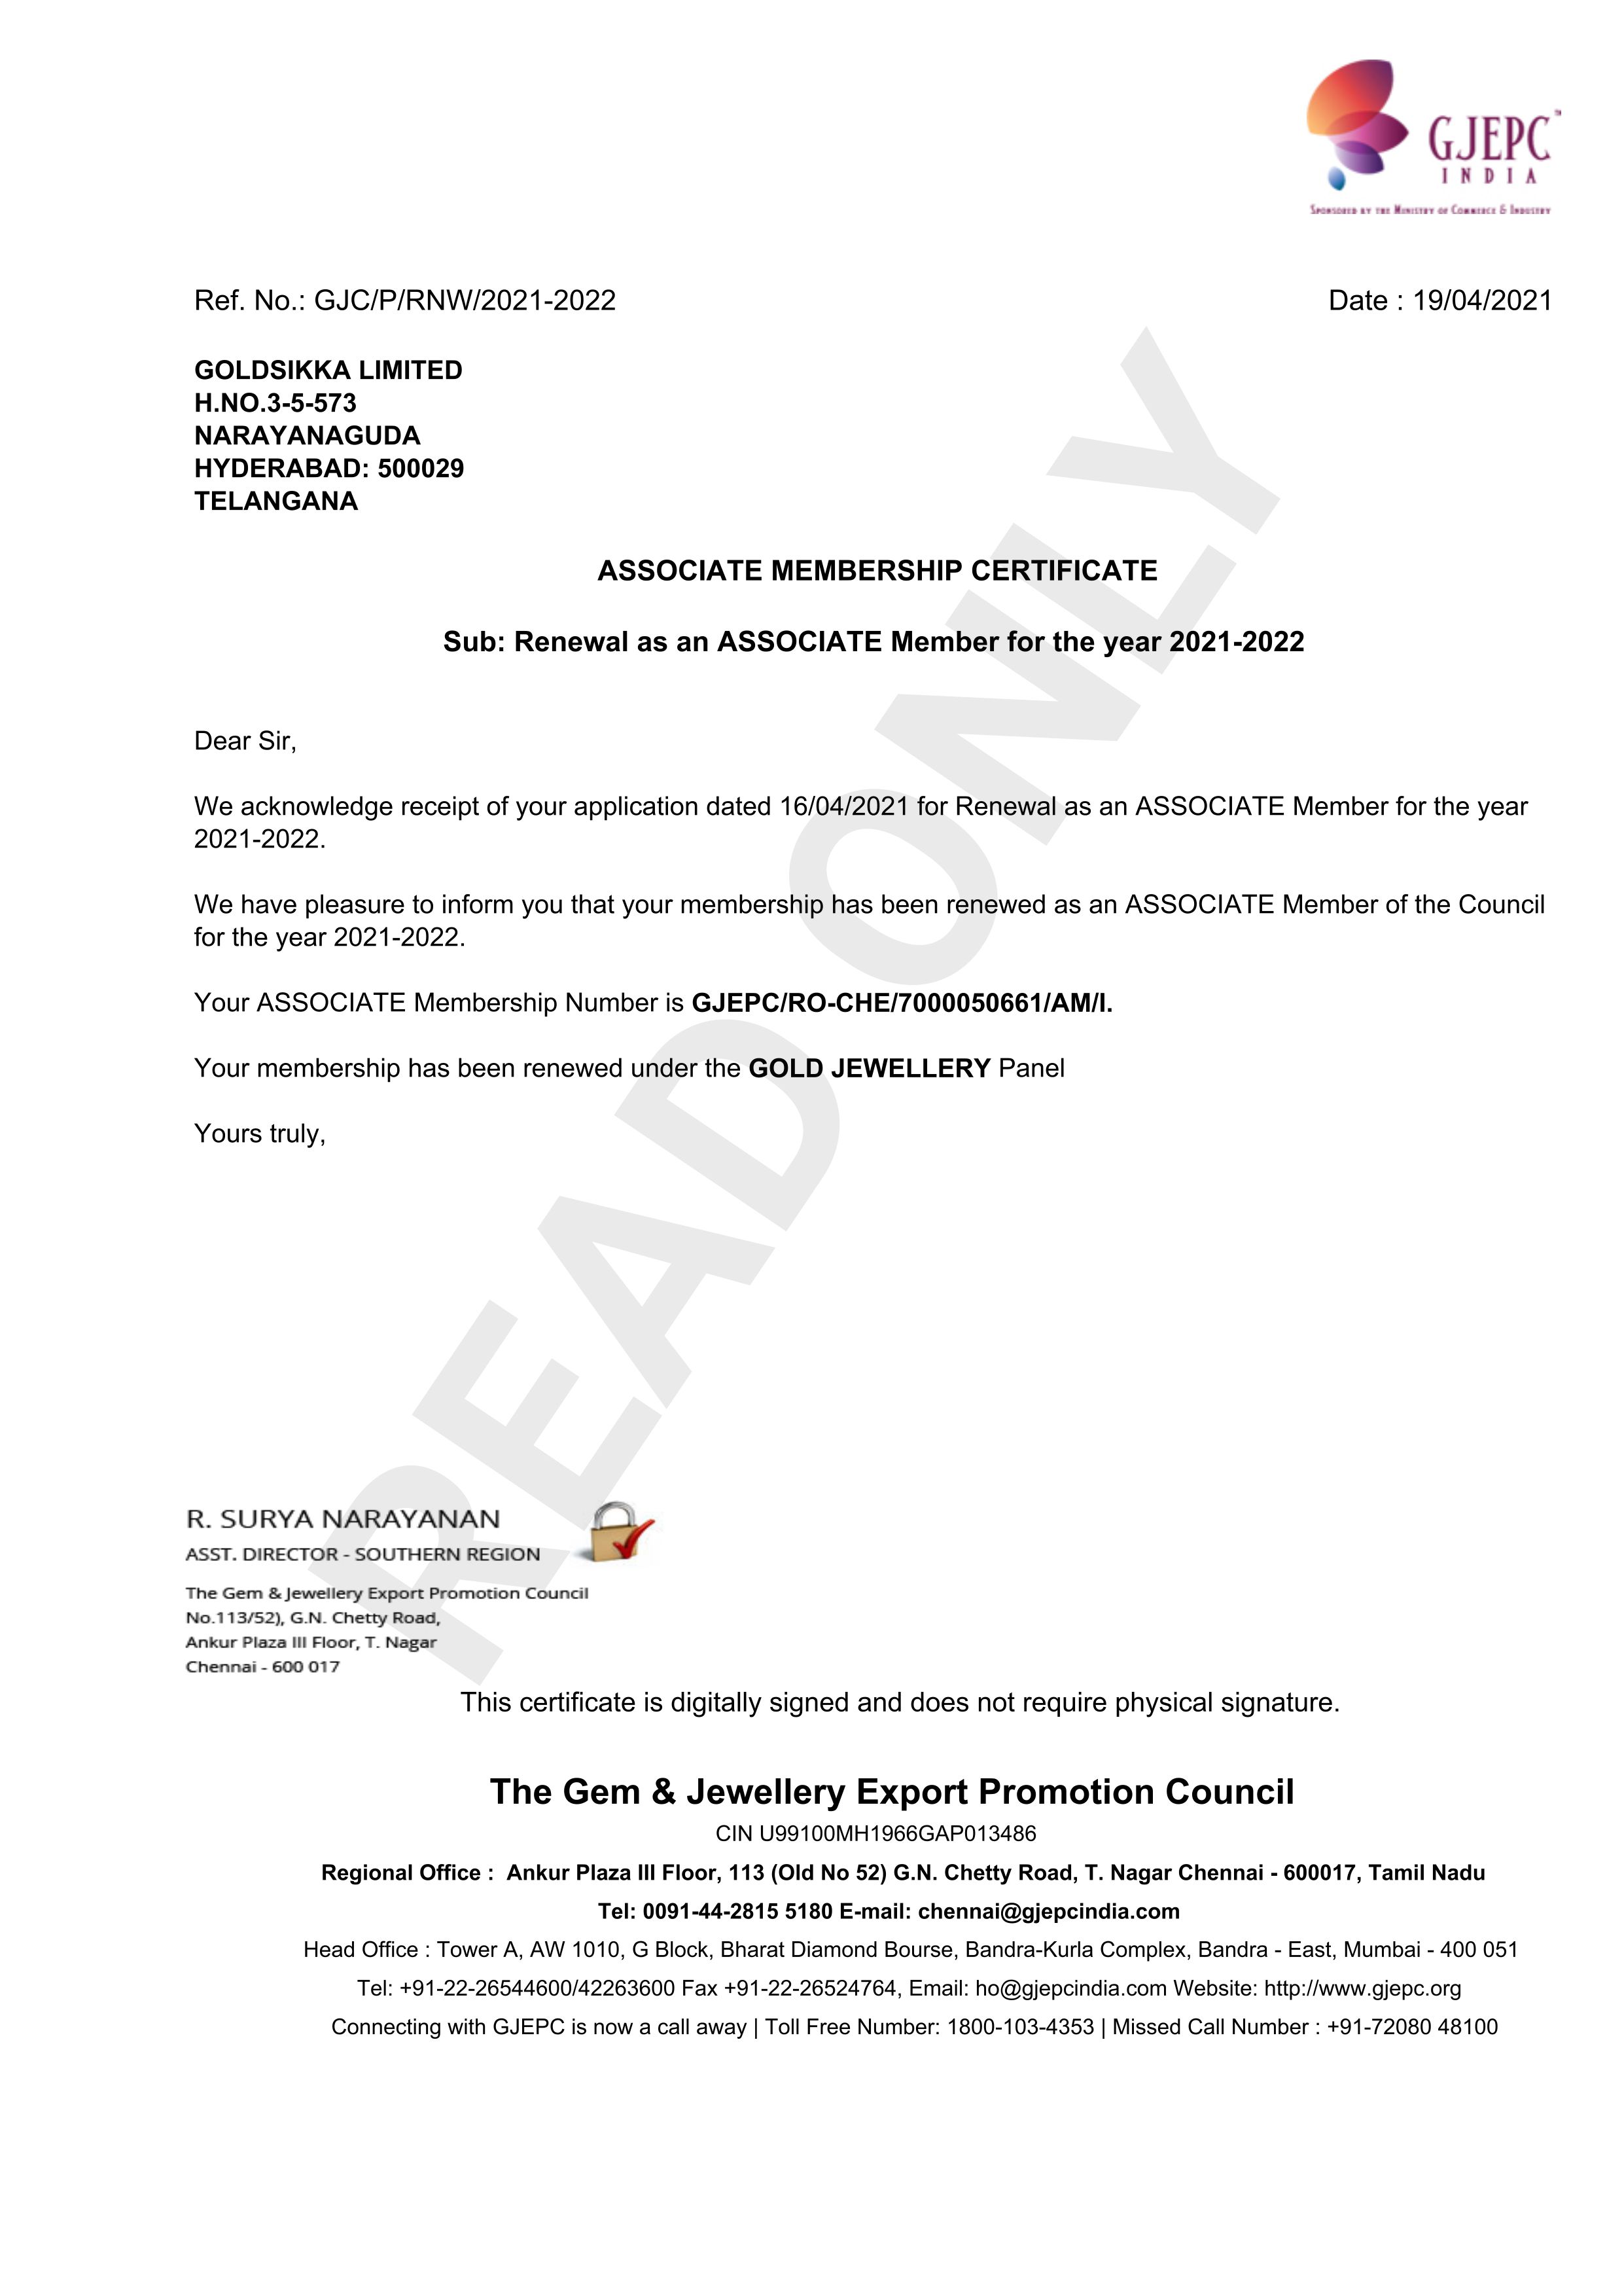 GJEPC™
INDIA
Sponsored by the Ministry of Commerce & Industry
Ref. No.: GJC/P/RNW/2021-2022
Date : 19/04/2021
GOLDSIKKA LIMITED
H.NO.3-5-573
NARAYANAGUDA
HYDERABAD: 500029
TELANGANA
ASSOCIATE MEMBERSHIP CERTIFICATE
Sub: Renewal as an ASSOCIATE Member for the year 2021-2022
Dear Sir,
We acknowledge receipt of your application dated 16/04/2021 for Renewal as an ASSOCIATE Member for the year
2021-2022.
We have pleasure to inform you that your membership has been renewed as an ASSOCIATE Member of the Council
for the year 2021-2022.
Your ASSOCIATE Membership Number is GJEPC/RO-CHE/7000050661/AM/I.
Your membership has been renewed under the GOLD JEWELLERY Panel
Yours truly,
READ ONLY
R. SURYA NARAYANAN
ASST. DIRECTOR - SOUTHERN REGION
The Gem & Jewellery Export Promotion Council
No.113/52), G.N. Chetty Road,
Ankur Plaza III Floor, T. Nagar
Chennai - 600 017
This certificate is digitally signed and does not require physical signature.
The Gem & Jewellery Export Promotion Council
CIN U99100MH1966GAP013486
Regional Office : Ankur Plaza III Floor, 113 (Old No 52) G.N. Chetty Road, T. Nagar Chennai - 600017, Tamil Nadu
Tel: 0091-44-2815 5180 E-mail: chennai@gjepcindia.com
Head Office : Tower A, AW 1010, G Block, Bharat Diamond Bourse, Bandra-Kurla Complex, Bandra - East, Mumbai - 400 051
Tel: +91-22-26544600/42263600 Fax +91-22-26524764, Email: ho@gjepcindia.com Website: http://www.gjepc.org
Connecting with GJEPC is now a call away | Toll Free Number: 1800-103-4353 | Missed Call Number : +91-72080 48100